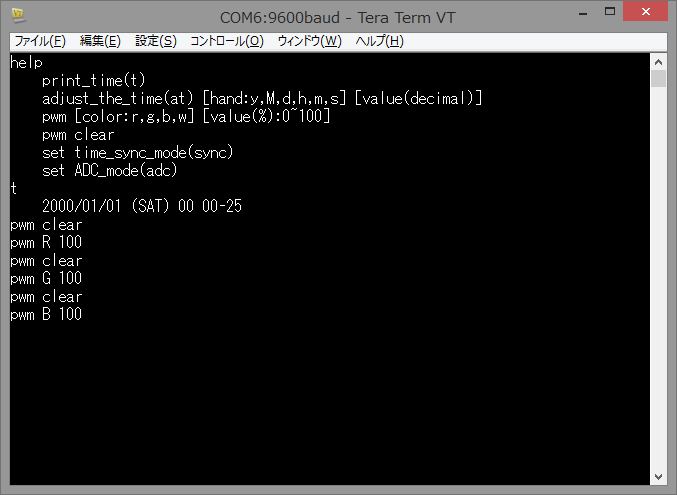 COM6:9600baud - Tera Term VT
ファイル(F) 編集(E) 設定(S) コントロール(O) ウィンドウ(W) ヘルプ(H)
help
    print_time(t)
    adjust_the_time(at) [hand:y,M,d,h,m,s] [value(decimal)]
    pwm [color:r,g,b,w] [value(%):0~100]
    pwm clear
    set time_sync_mode(sync)
    set ADC_mode(adc)
t
    2000/01/01 (SAT) 00 00-25
pwm clear
pwm R 100
pwm clear
pwm G 100
pwm clear
pwm B 100